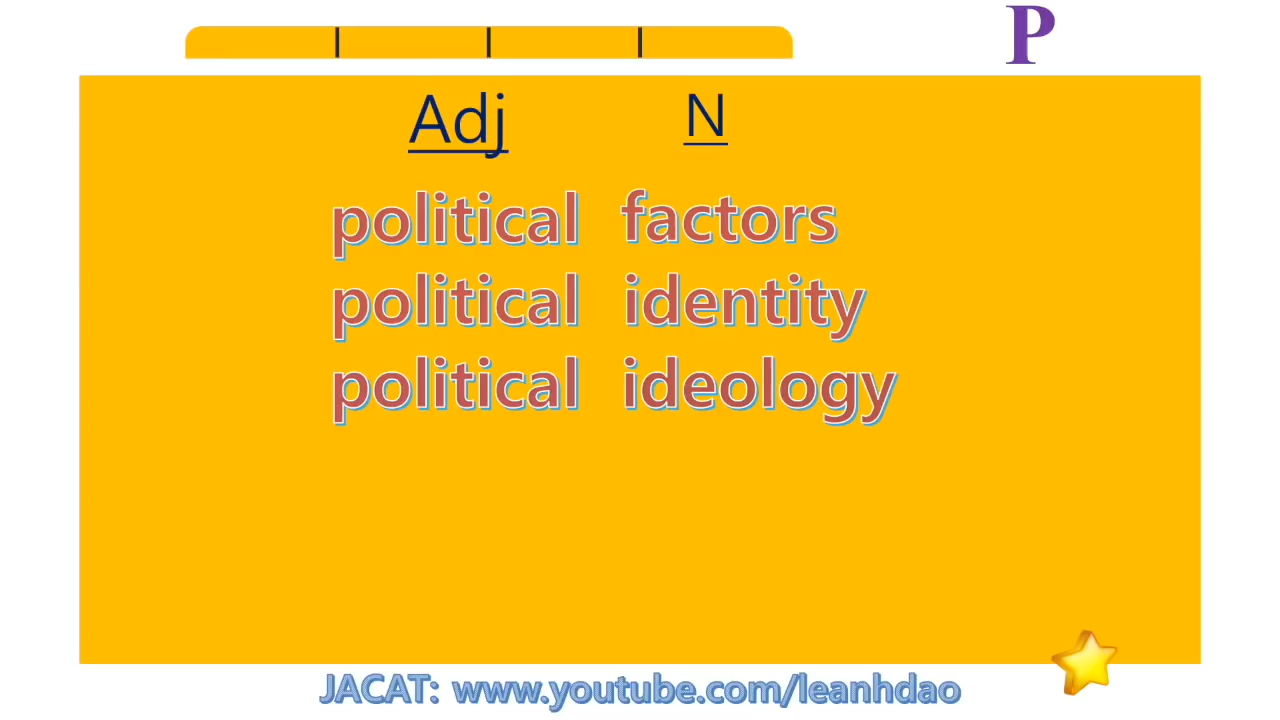 P
Adj N
political factors
political identity
political ideology
JACAT: www.youtube.com/leanhdao